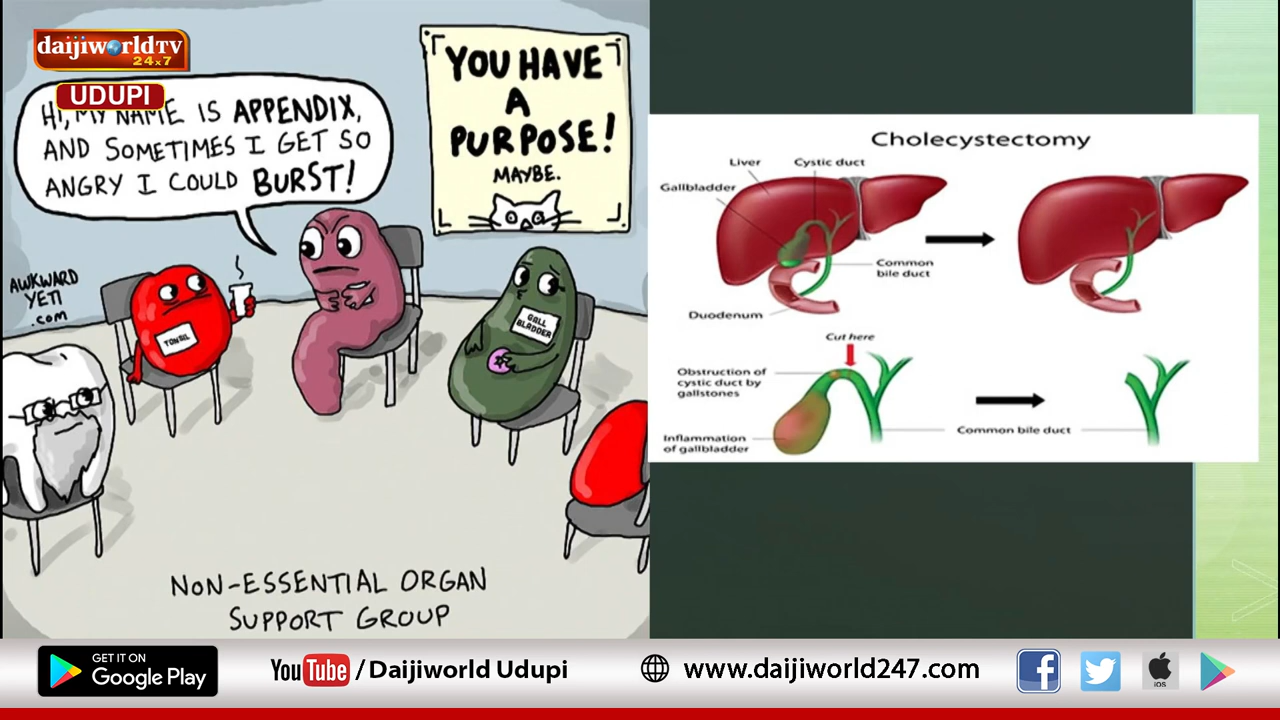 daijiworldTV
24x7
UDUPI
HI, MY NAME IS APPENDIX,
AND SOMETIMES I GET SO
ANGRY I COULD BURST!
YOU HAVE
A
PURPOSE!
MAYBE.
AWKWARD
YETI
.COM
TONSIL
GALL
BLADDER
NON-ESSENTIAL ORGAN
SUPPORT GROUP
Cholecystectomy
Liver
Cystic duct
Gallbladder
Common
bile duct
Duodenum
Cut here
Obstruction of
cystic duct by
gallstones
Common bile duct
Inflammation
of gallbladder
GET IT ON
Google Play
YouTube / Daijiworld Udupi
www.daijiworld247.com
iOS